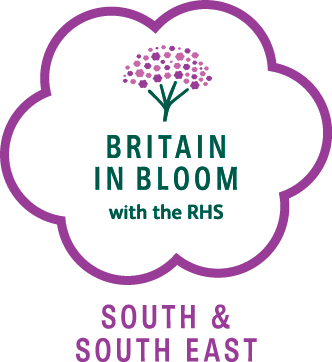 BRITAIN
IN BLOOM
with the RHS
SOUTH &
SOUTH EAST